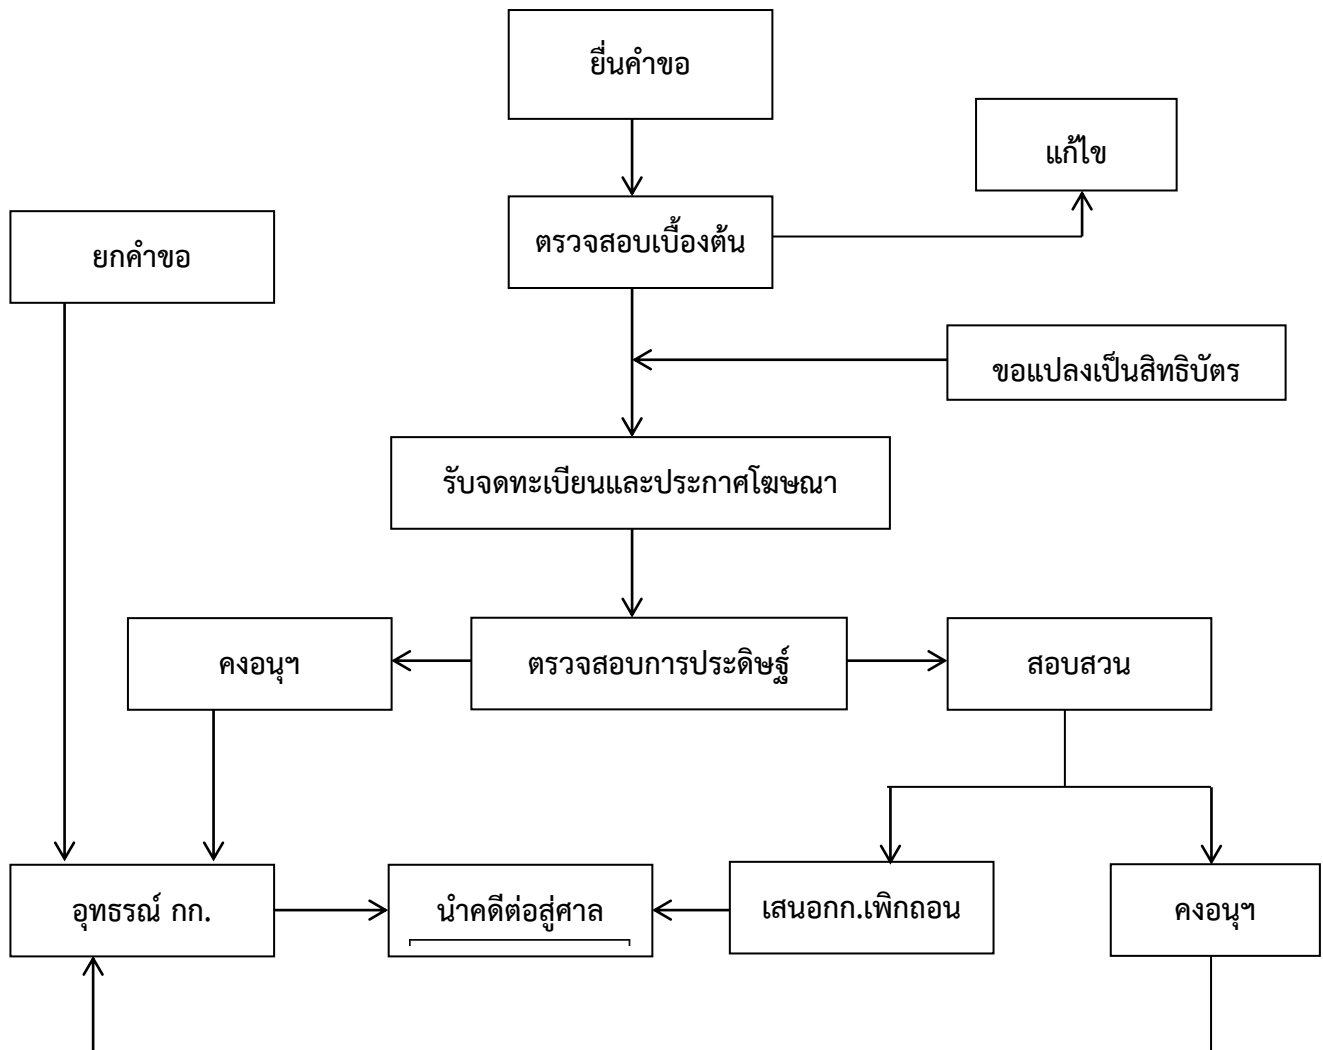 ยื่นคำขอ
แก้ไข
ตรวจสอบเบื้องต้น
ยกคำขอ
ขอแปลงเป็นสิทธิบัตร
รับจดทะเบียนและประกาศโฆษณา
คงอนุฯ
ตรวจสอบการประดิษฐ์
สอบสวน
อุทธรณ์ กก.
นำคดีต่อสู่ศาล
เสนอกก.เพิกถอน
คงอนุฯ